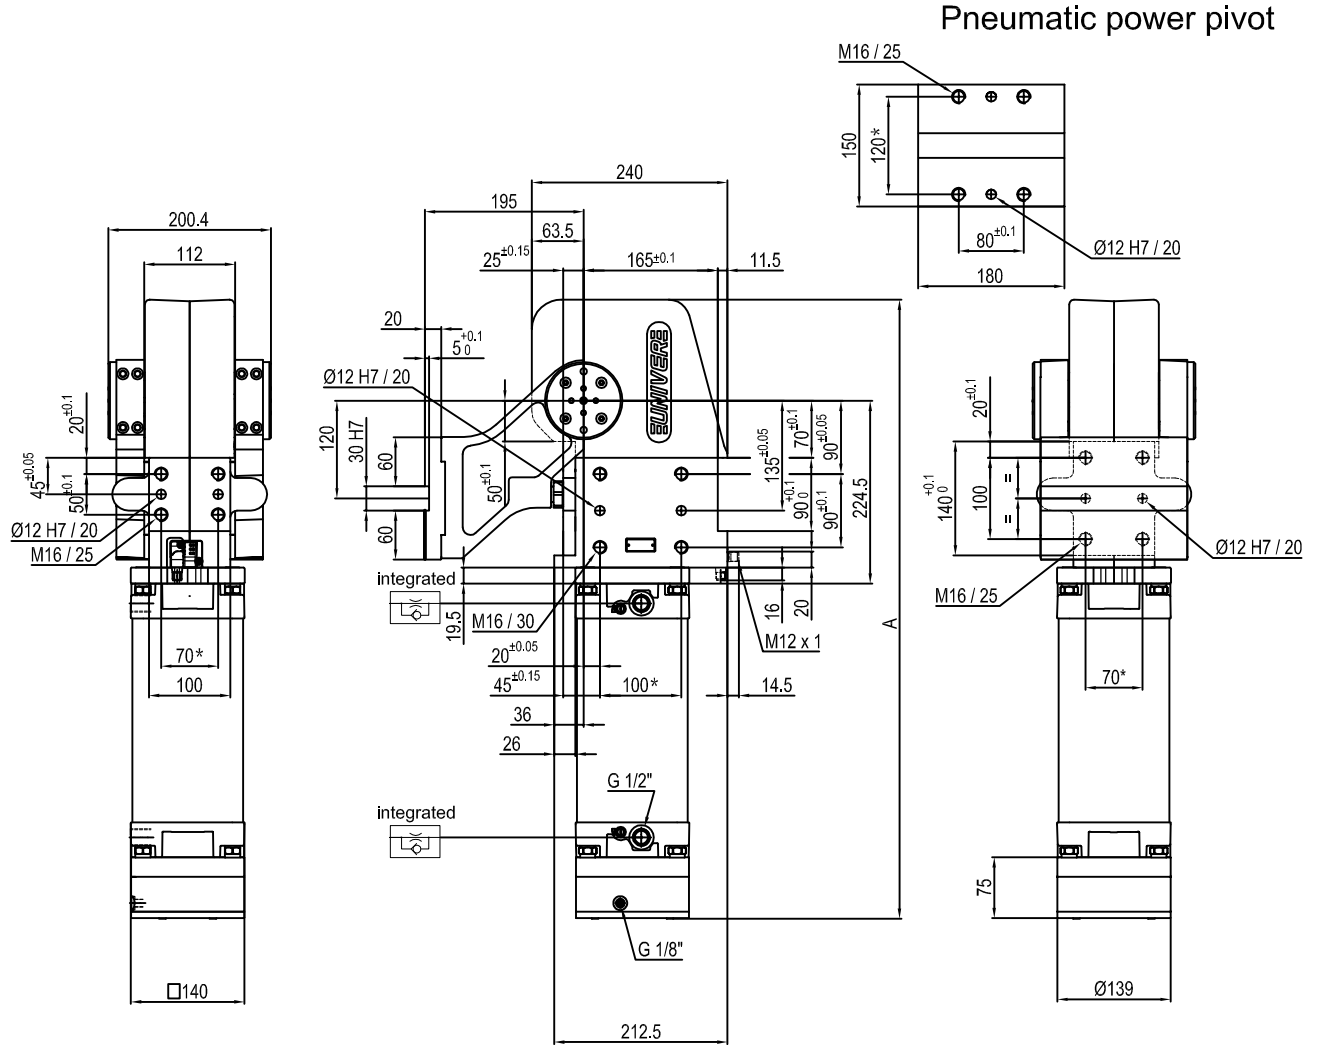 Pneumatic power pivot
M16 / 25
150
120*
80±0.1
Ø12 H7 / 20
180
240
195
63.5
25±0.15
165±0.1
11.5
200.4
112
20
5 +0.1 0
Ø12 H7 / 20
UNIVER
120
30 H7
60
60
50±0.1
20±0.1
45±0.05
50±0.1
Ø12 H7 / 20
M16 / 25
70±0.1
90±0.05
135±0.05
90 +0.1 0
90±0.1
224.5
20±0.1
140 +0.1 0
100
=
=
Ø12 H7 / 20
M16 / 25
integrated
19.5
M16 / 30
16
20
M12 x 1
A
20±0.05
45±0.15
100*
14.5
36
26
70*
100
70*
G 1/2"
integrated
75
G 1/8"
□140
Ø139
212.5